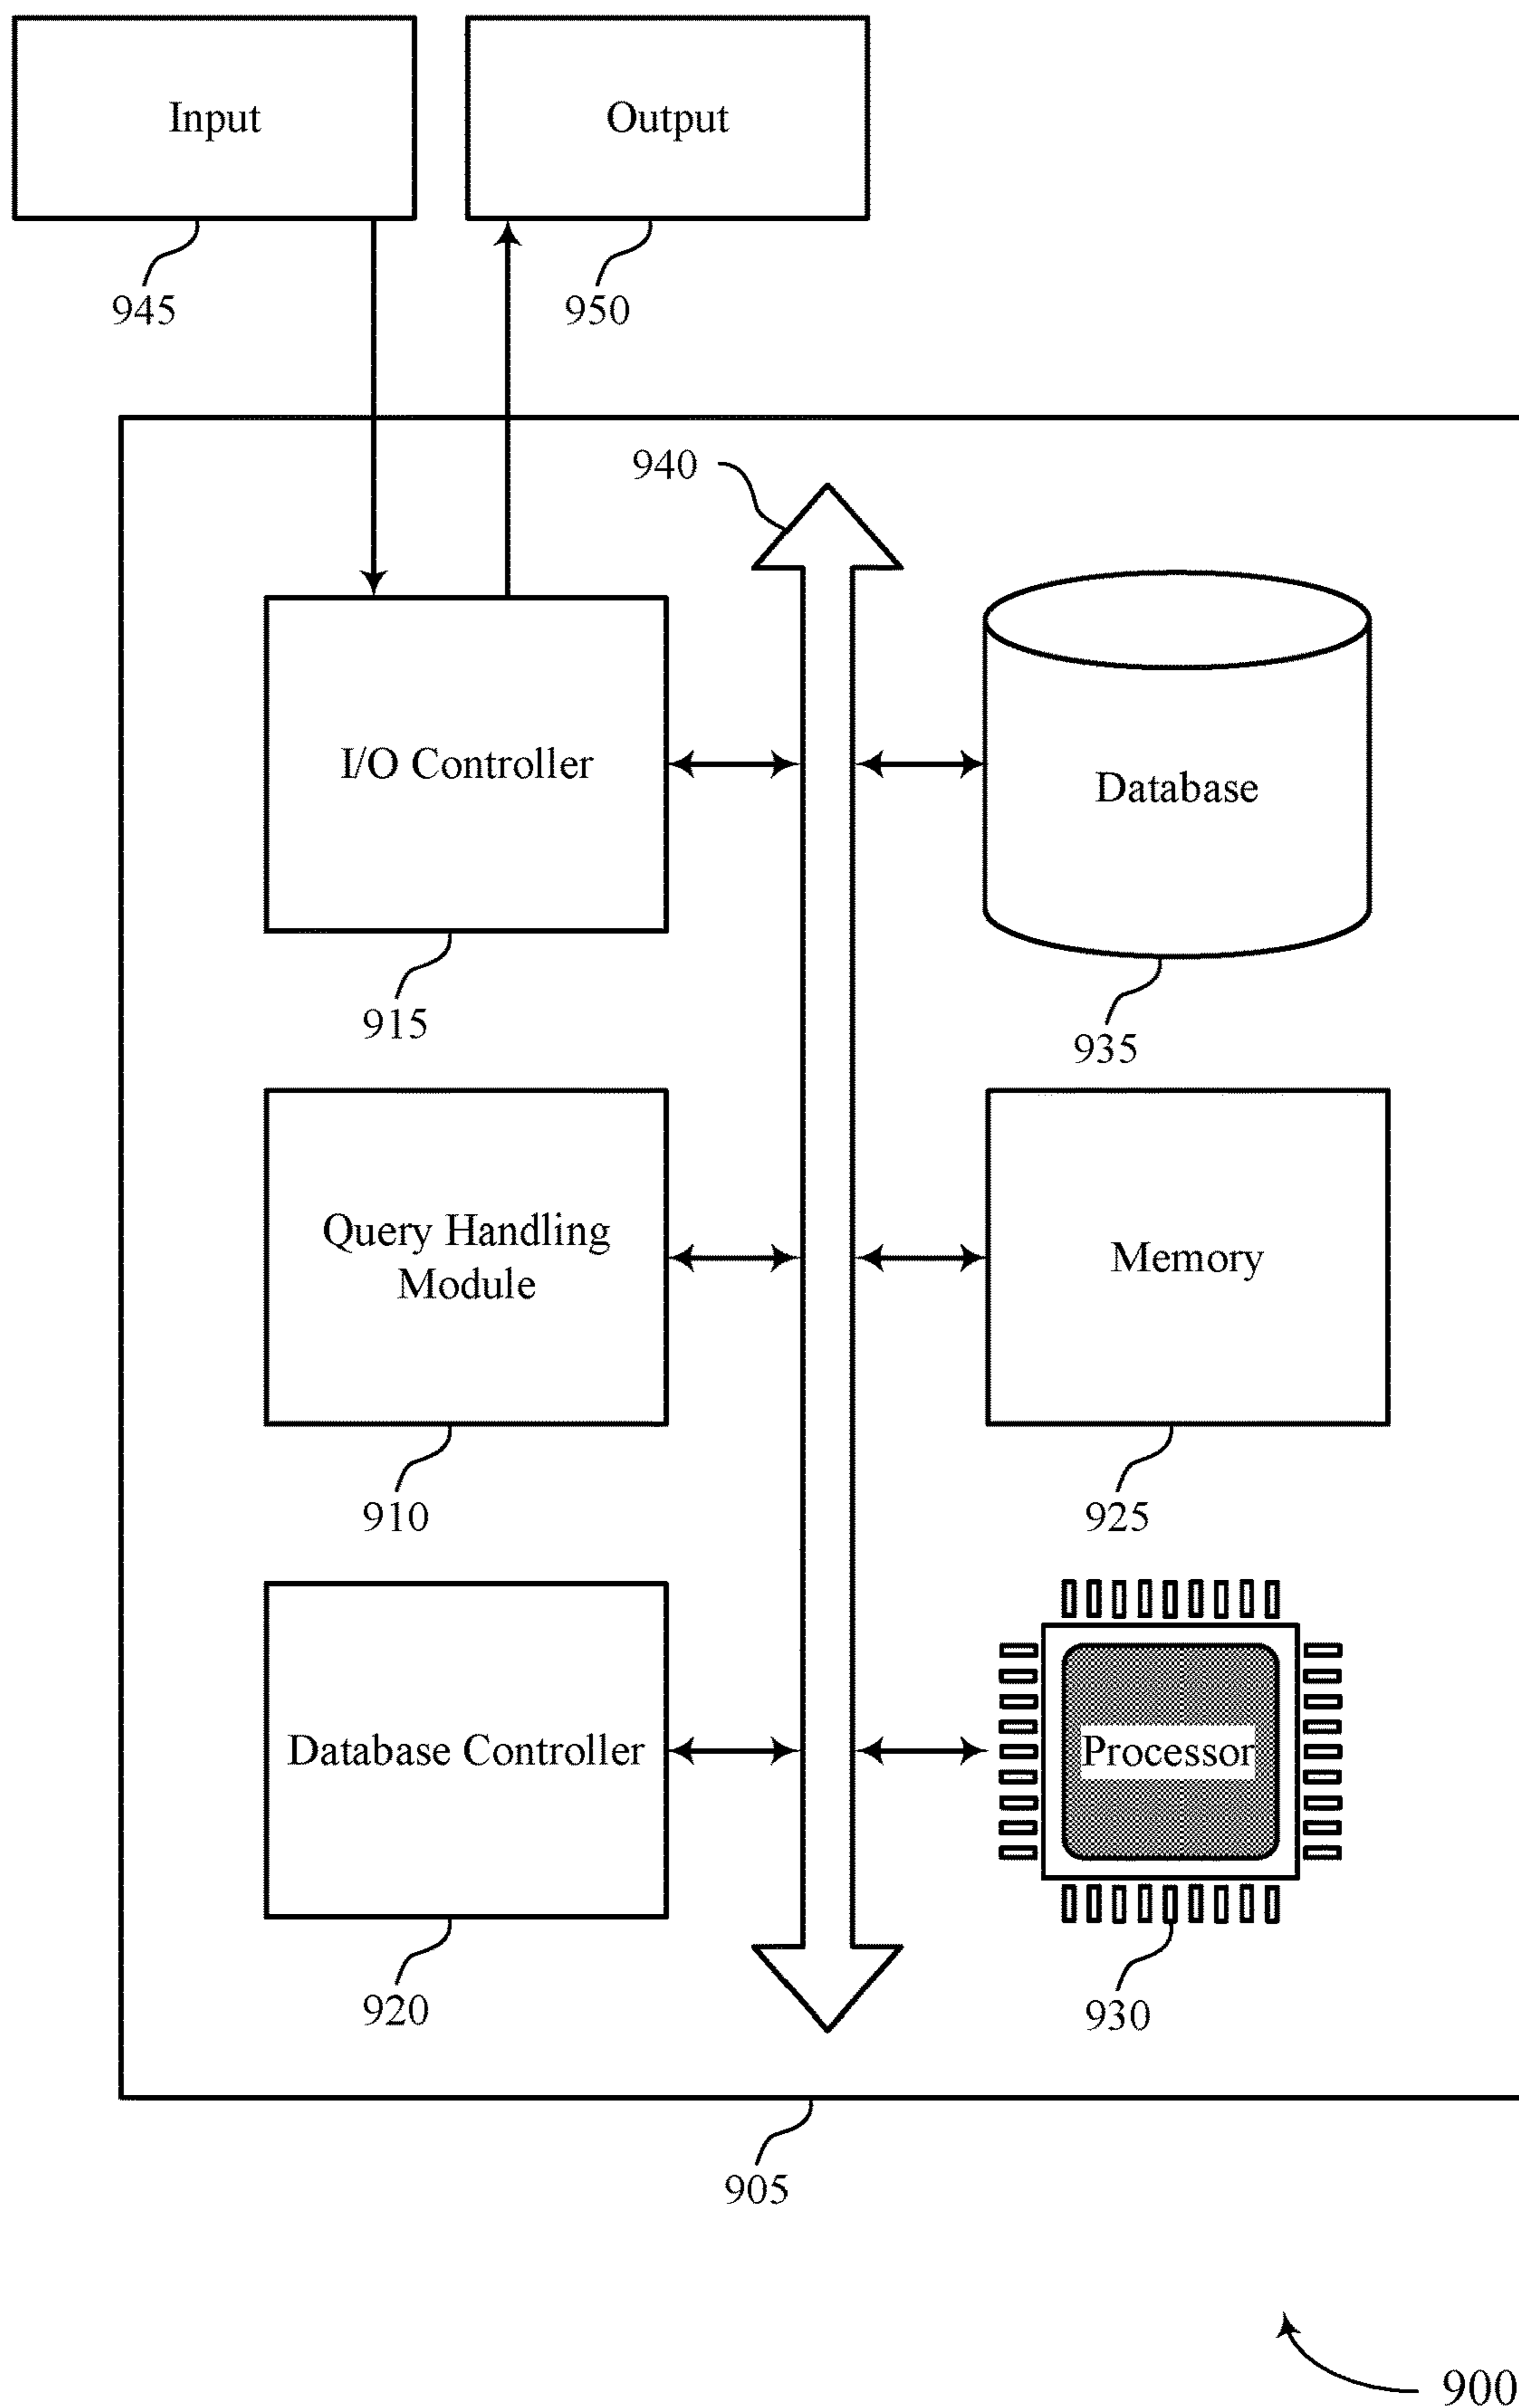 Input
Output
945
950
940
I/O Controller
Database
915
935
Query Handling
Module
Memory
910
925
Database Controller
Processor
920
930
905
900